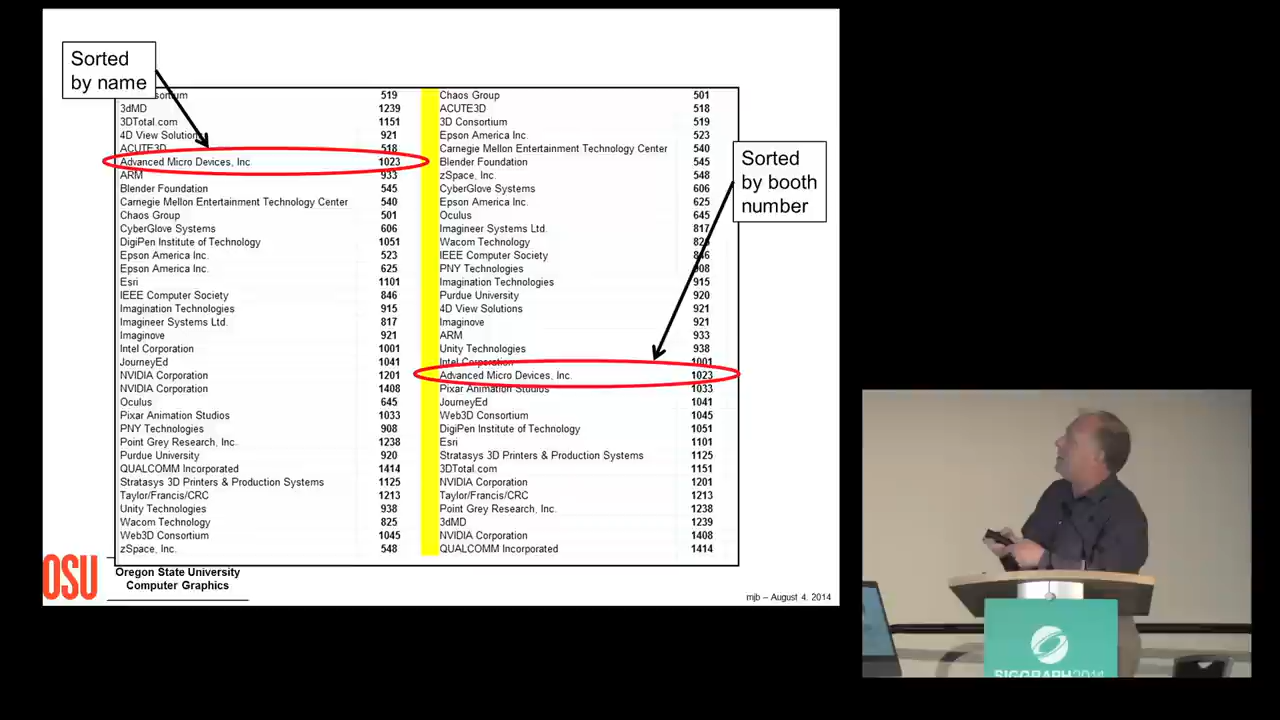 Sorted
by name
519
3dMD 1239
3DTotal.com 1151
4D View Solutions 921
ACUTE3D 518
Advanced Micro Devices, Inc. 1023
ARM 933
Blender Foundation 545
Carnegie Mellon Entertainment Technology Center 540
Chaos Group 501
CyberGlove Systems 606
DigiPen Institute of Technology 1051
Epson America Inc. 523
Epson America Inc. 625
Esri 1101
IEEE Computer Society 846
Imagination Technologies 915
Imagineer Systems Ltd. 817
Imaginove 921
Intel Corporation 1001
JourneyEd 1041
NVIDIA Corporation 1201
NVIDIA Corporation 1408
Oculus 645
Pixar Animation Studios 1033
PNY Technologies 908
Point Grey Research, Inc. 1238
Purdue University 920
QUALCOMM Incorporated 1414
Stratasys 3D Printers & Production Systems 1125
Taylor/Francis/CRC 1213
Unity Technologies 938
Wacom Technology 825
Web3D Consortium 1045
zSpace, Inc. 548
Chaos Group 501
ACUTE3D 518
3D Consortium 519
Epson America Inc. 523
Carnegie Mellon Entertainment Technology Center 540
Blender Foundation 545
zSpace, Inc. 548
CyberGlove Systems 606
Epson America Inc. 625
Oculus 645
Imagineer Systems Ltd. 817
Wacom Technology 825
IEEE Computer Society 846
PNY Technologies 908
Imagination Technologies 915
Purdue University 920
4D View Solutions 921
Imaginove 921
ARM 933
Unity Technologies 938
Intel Corporation 1001
Advanced Micro Devices, Inc. 1023
Pixar Animation Studios 1033
JourneyEd 1041
Web3D Consortium 1045
DigiPen Institute of Technology 1051
Esri 1101
Stratasys 3D Printers & Production Systems 1125
3DTotal.com 1151
NVIDIA Corporation 1201
Taylor/Francis/CRC 1213
Point Grey Research, Inc. 1238
3dMD 1239
NVIDIA Corporation 1408
QUALCOMM Incorporated 1414
Sorted
by booth
number
OSU
Oregon State University
Computer Graphics
mjb – August 4, 2014
SIGGRAPH2014